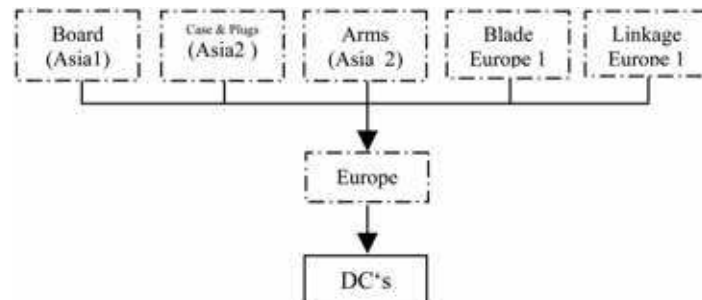 Board
(Asia1)
Case & Plugs
(Asia2 )
Arms
(Asia 2)
Blade
Europe 1
Linkage
Europe 1
Europe
DC‘s